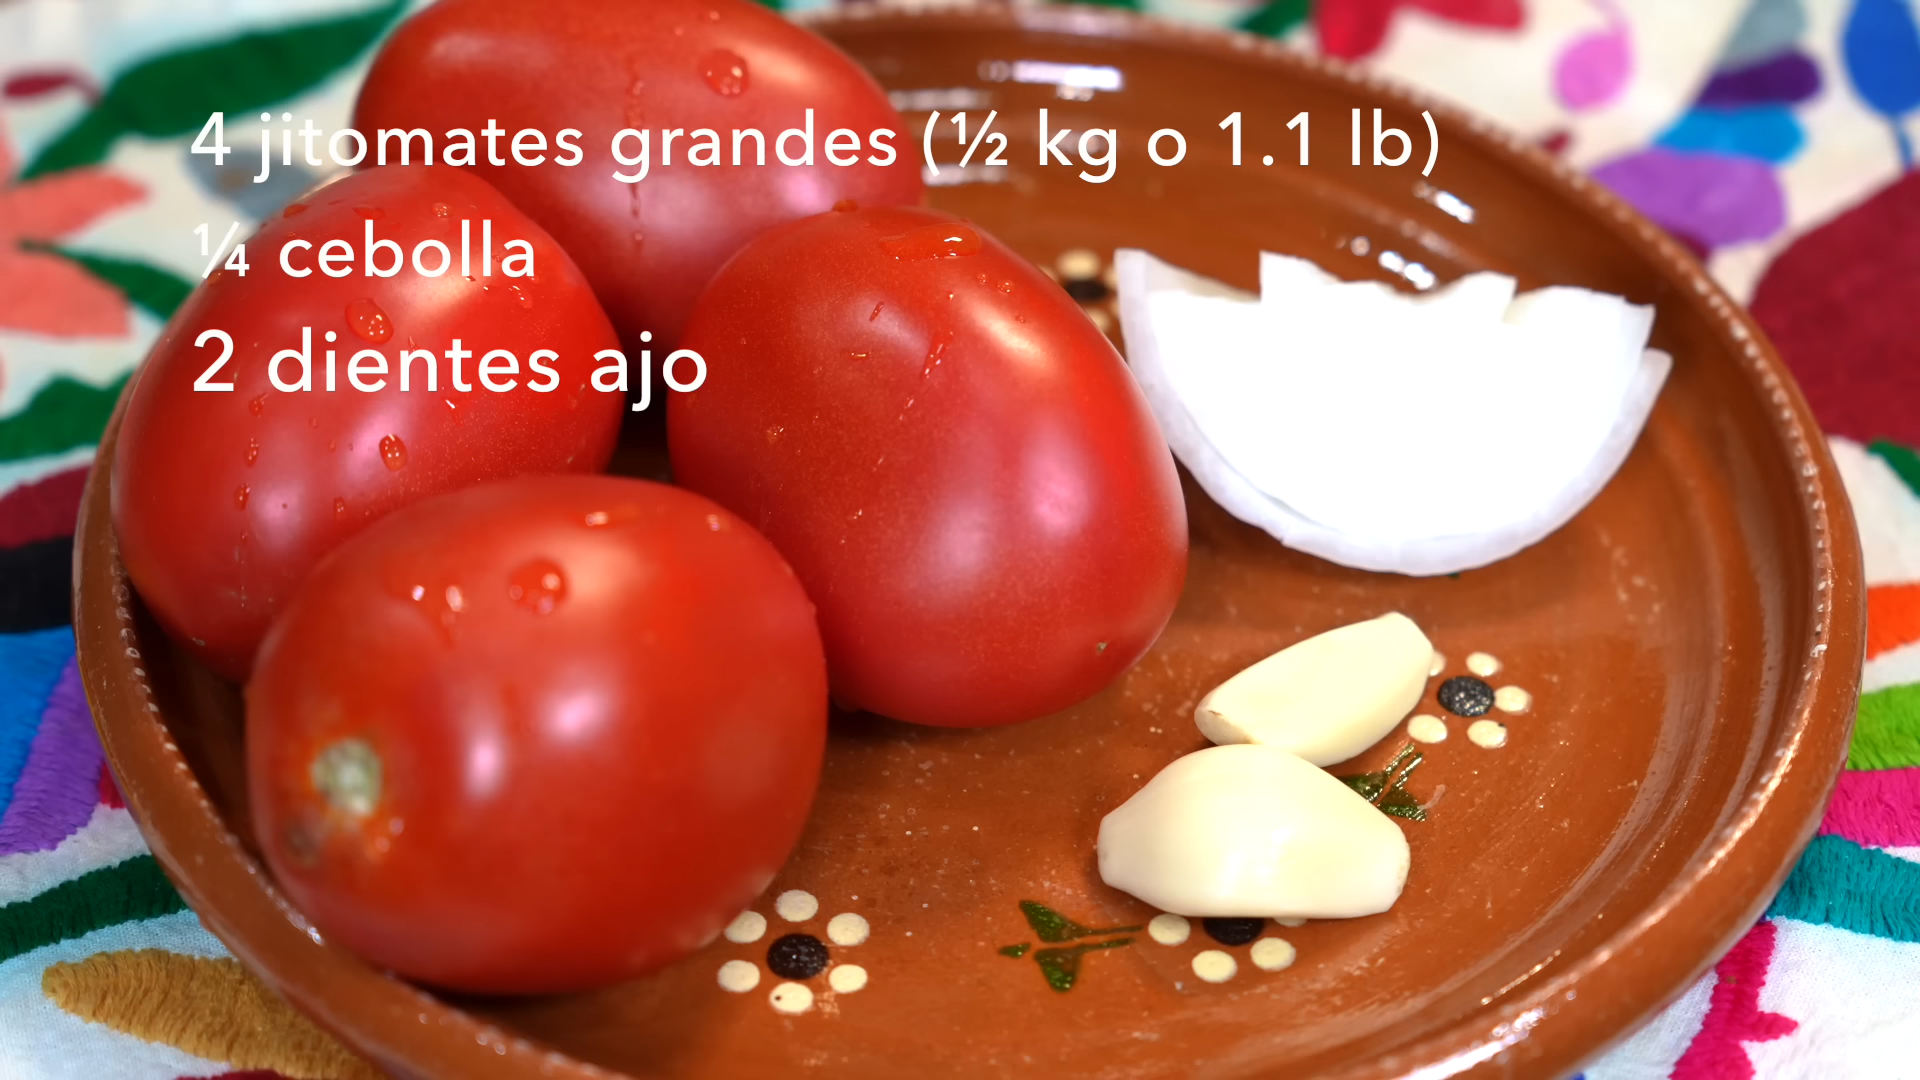 4 jitomates grandes (½ kg o 1.1 lb)
¼ cebolla
2 dientes ajo